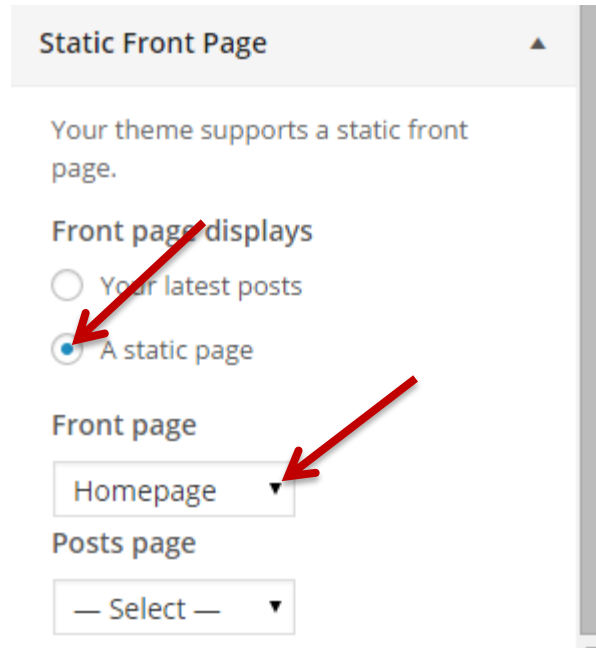 Static Front Page
Your theme supports a static front
page.
Front page displays
Your latest posts
A static page
Front page
Homepage
Posts page
— Select —